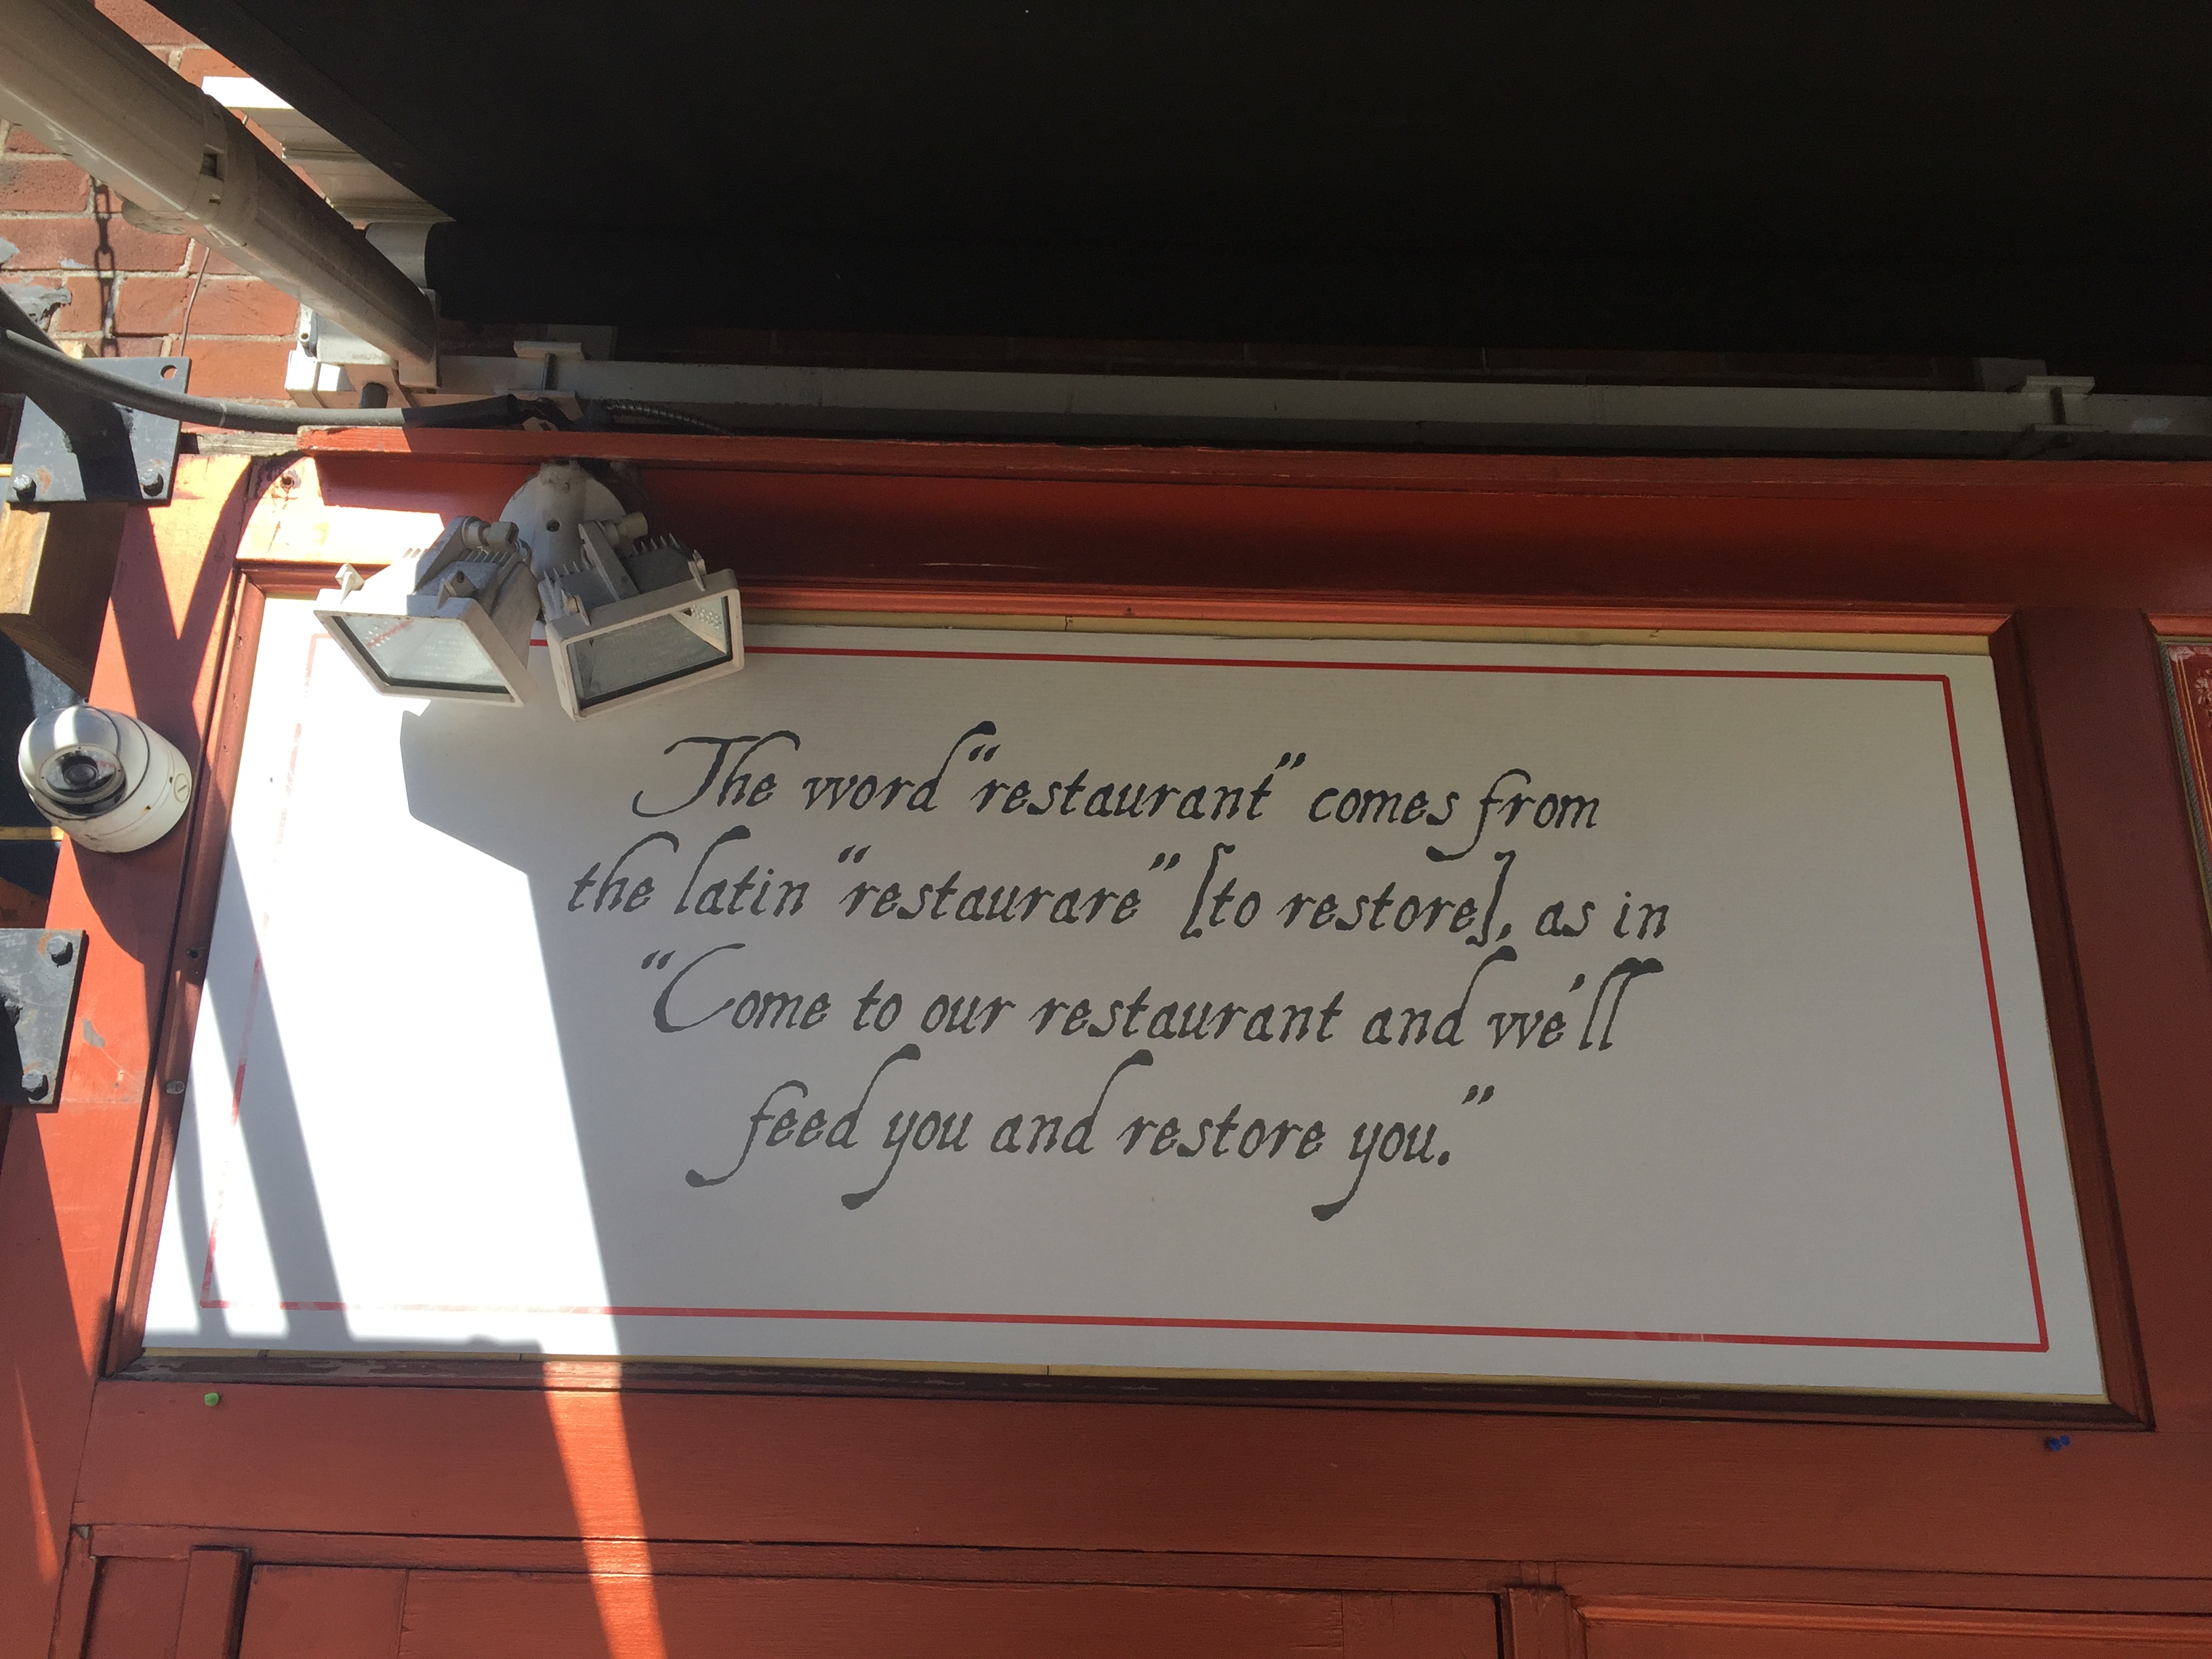 The word “restaurant” comes from
the latin “restaurare” [to restore], as in
“Come to our restaurant and we'll
feed you and restore you.”